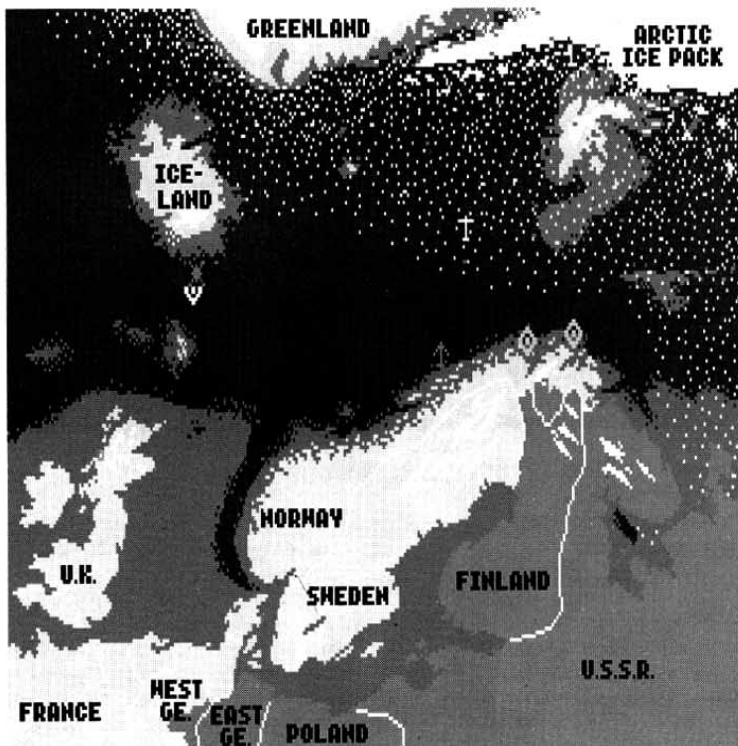 GREENLAND
ARCTIC
ICE PACK
ICE-
LAND
NORWAY
U.K.
SWEDEN
FINLAND
U.S.S.R.
WEST
GE.
FRANCE
EAST
GE.
POLAND